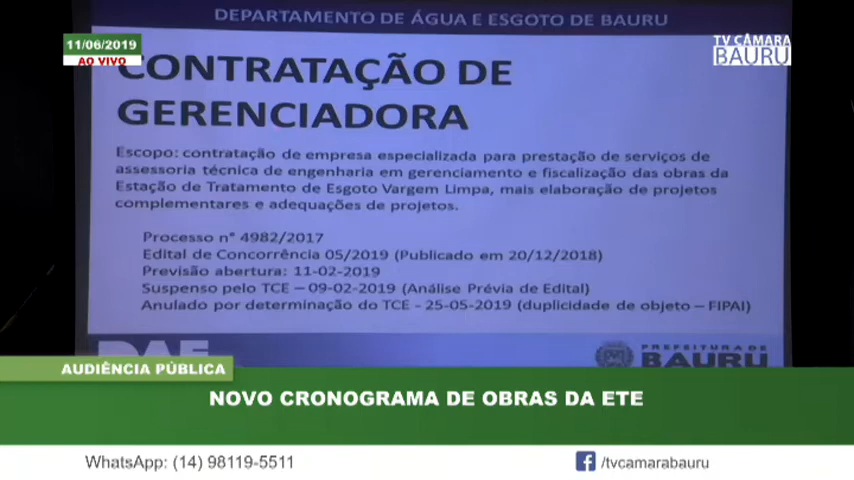 DEPARTAMENTO DE ÁGUA E ESGOTO DE BAURU
11/06/2019
AO VIVO
TV CÂMARA
BAURU
CONTRATAÇÃO DE
GERENCIADORA
Escopo: contratação de empresa especializada para prestação de serviços de
assessoria técnica de engenharia em gerenciamento e fiscalização das obras da
Estação de Tratamento de Esgoto Vargem Limpa, mais elaboração de projetos
complementares e adequações de projetos.
Processo n° 4982/2017
Edital de Concorrência 05/2019 (Publicado em 20/12/2018)
Previsão abertura: 11-02-2019
Suspenso pelo TCE – 09-02-2019 (Análise Prévia de Edital)
Anulado por determinação do TCE - 25-05-2019 (duplicidade de objeto – FIPAI)
DAE
PREFEITURA DE
BAURU
AUDIÊNCIA PÚBLICA
NOVO CRONOGRAMA DE OBRAS DA ETE
WhatsApp: (14) 98119-5511
/tvcamarabauru